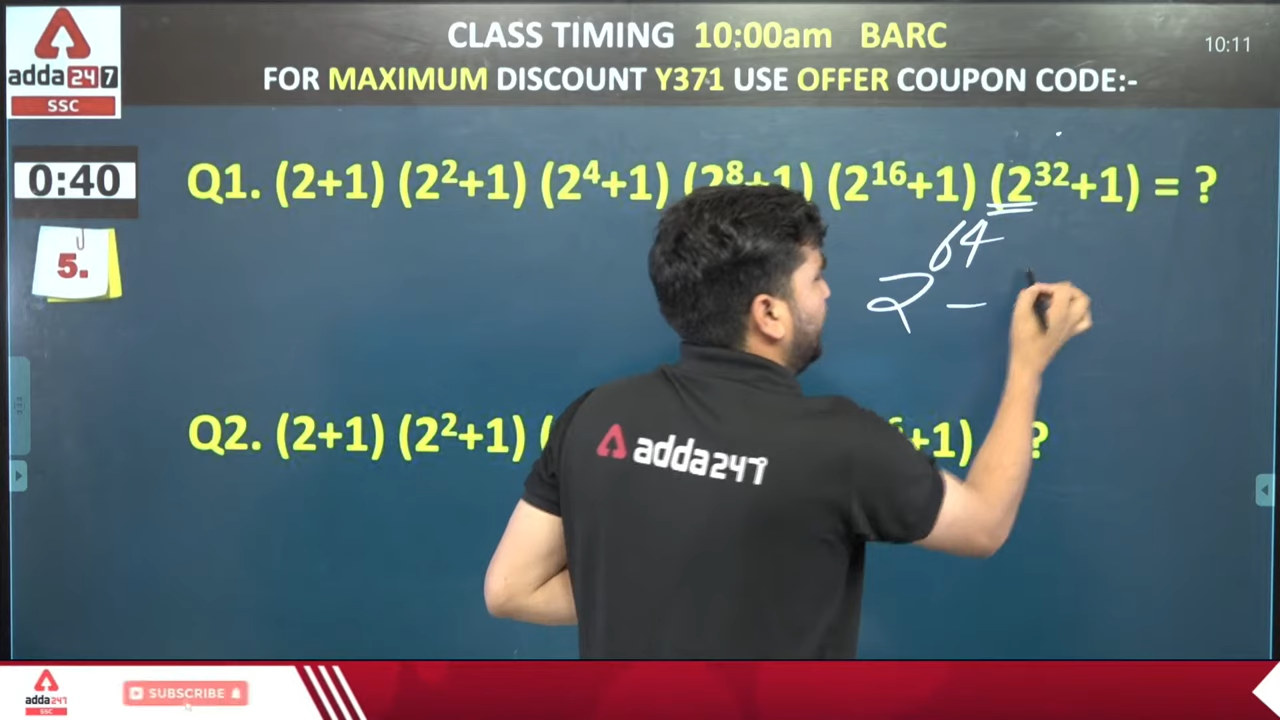 CLASS TIMING 10:00am BARC
FOR MAXIMUM DISCOUNT Y371 USE OFFER COUPON CODE:-
10:11
adda247
SSC
0:40
Q1. (2+1) (2²+1) (2⁴+1) (2⁸+1) (2¹⁶+1) (2³²+1) = ?
5.
2⁶⁴ –
Q2. (2+1) (2²+1) ( +1) ?
adda247
adda247
SSC
SUBSCRIBE